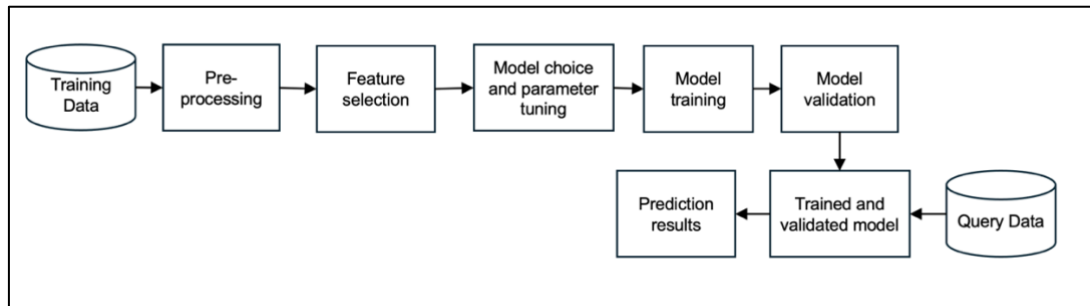 Training
Data
Pre-
processing
Feature
selection
Model choice
and parameter
tuning
Model
training
Model
validation
Prediction
results
Trained and
validated model
Query Data